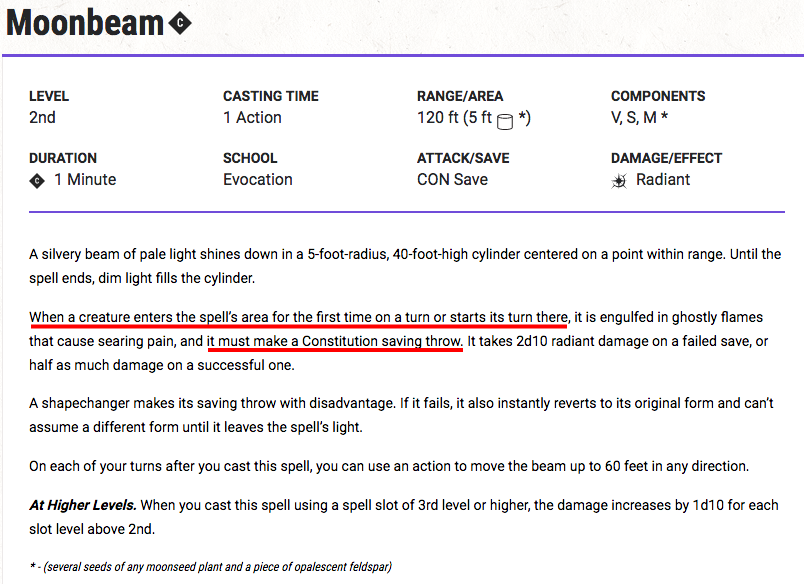 Moonbeam C
LEVEL CASTING TIME RANGE/AREA COMPONENTS
2nd 1 Action 120 ft (5 ft *) V, S, M *
DURATION SCHOOL ATTACK/SAVE DAMAGE/EFFECT
C 1 Minute Evocation CON Save Radiant
A silvery beam of pale light shines down in a 5-foot-radius, 40-foot-high cylinder centered on a point within range. Until the
spell ends, dim light fills the cylinder.
When a creature enters the spell's area for the first time on a turn or starts its turn there, it is engulfed in ghostly flames
that cause searing pain, and it must make a Constitution saving throw. It takes 2d10 radiant damage on a failed save, or
half as much damage on a successful one.
A shapechanger makes its saving throw with disadvantage. If it fails, it also instantly reverts to its original form and can't
assume a different form until it leaves the spell's light.
On each of your turns after you cast this spell, you can use an action to move the beam up to 60 feet in any direction.
At Higher Levels. When you cast this spell using a spell slot of 3rd level or higher, the damage increases by 1d10 for each
slot level above 2nd.
* - (several seeds of any moonseed plant and a piece of opalescent feldspar)